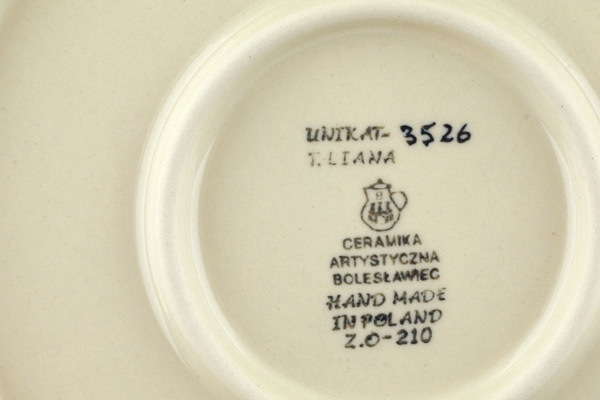 UNIKAT- 3526
T. LIANA
CERAMIKA
ARTYSTYCZNA
BOLESŁAWIEC
HAND MADE
IN POLAND
Z.O-210